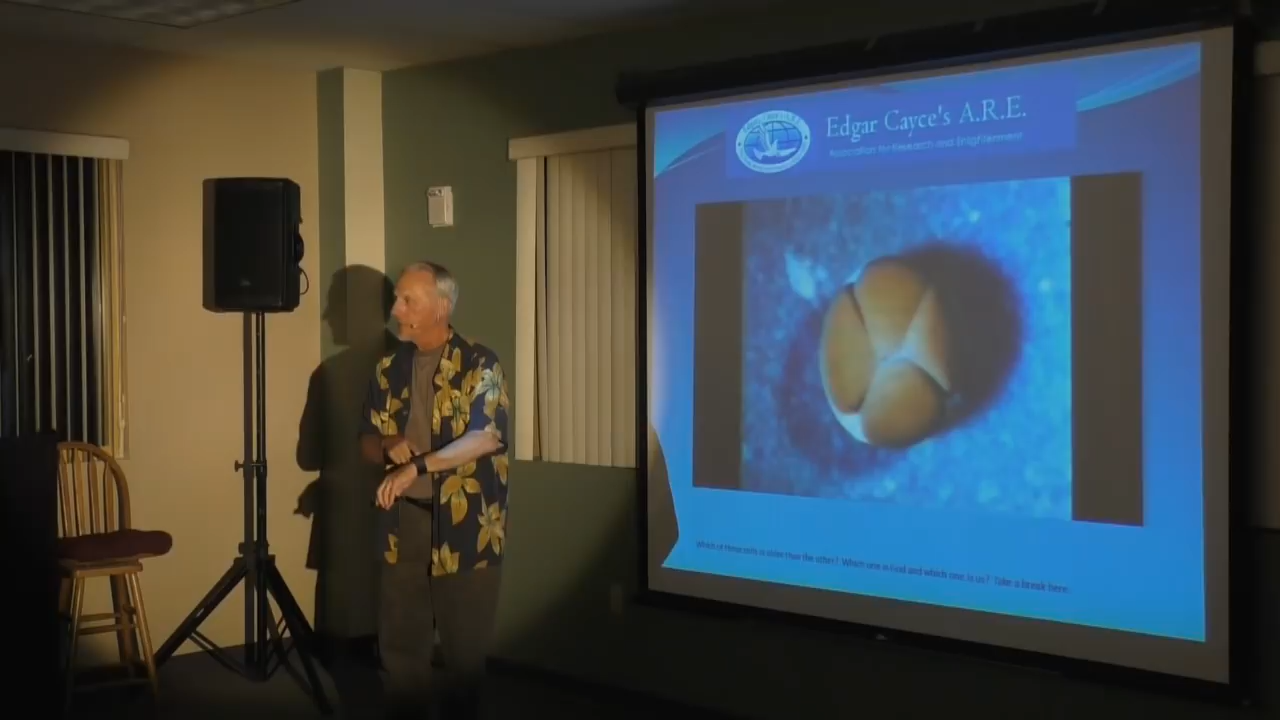 Edgar Cayce's A.R.E.
Association for Research and Enlightenment
Which of these cells is older than the other? Which one is God and which one is us? Take a break here.